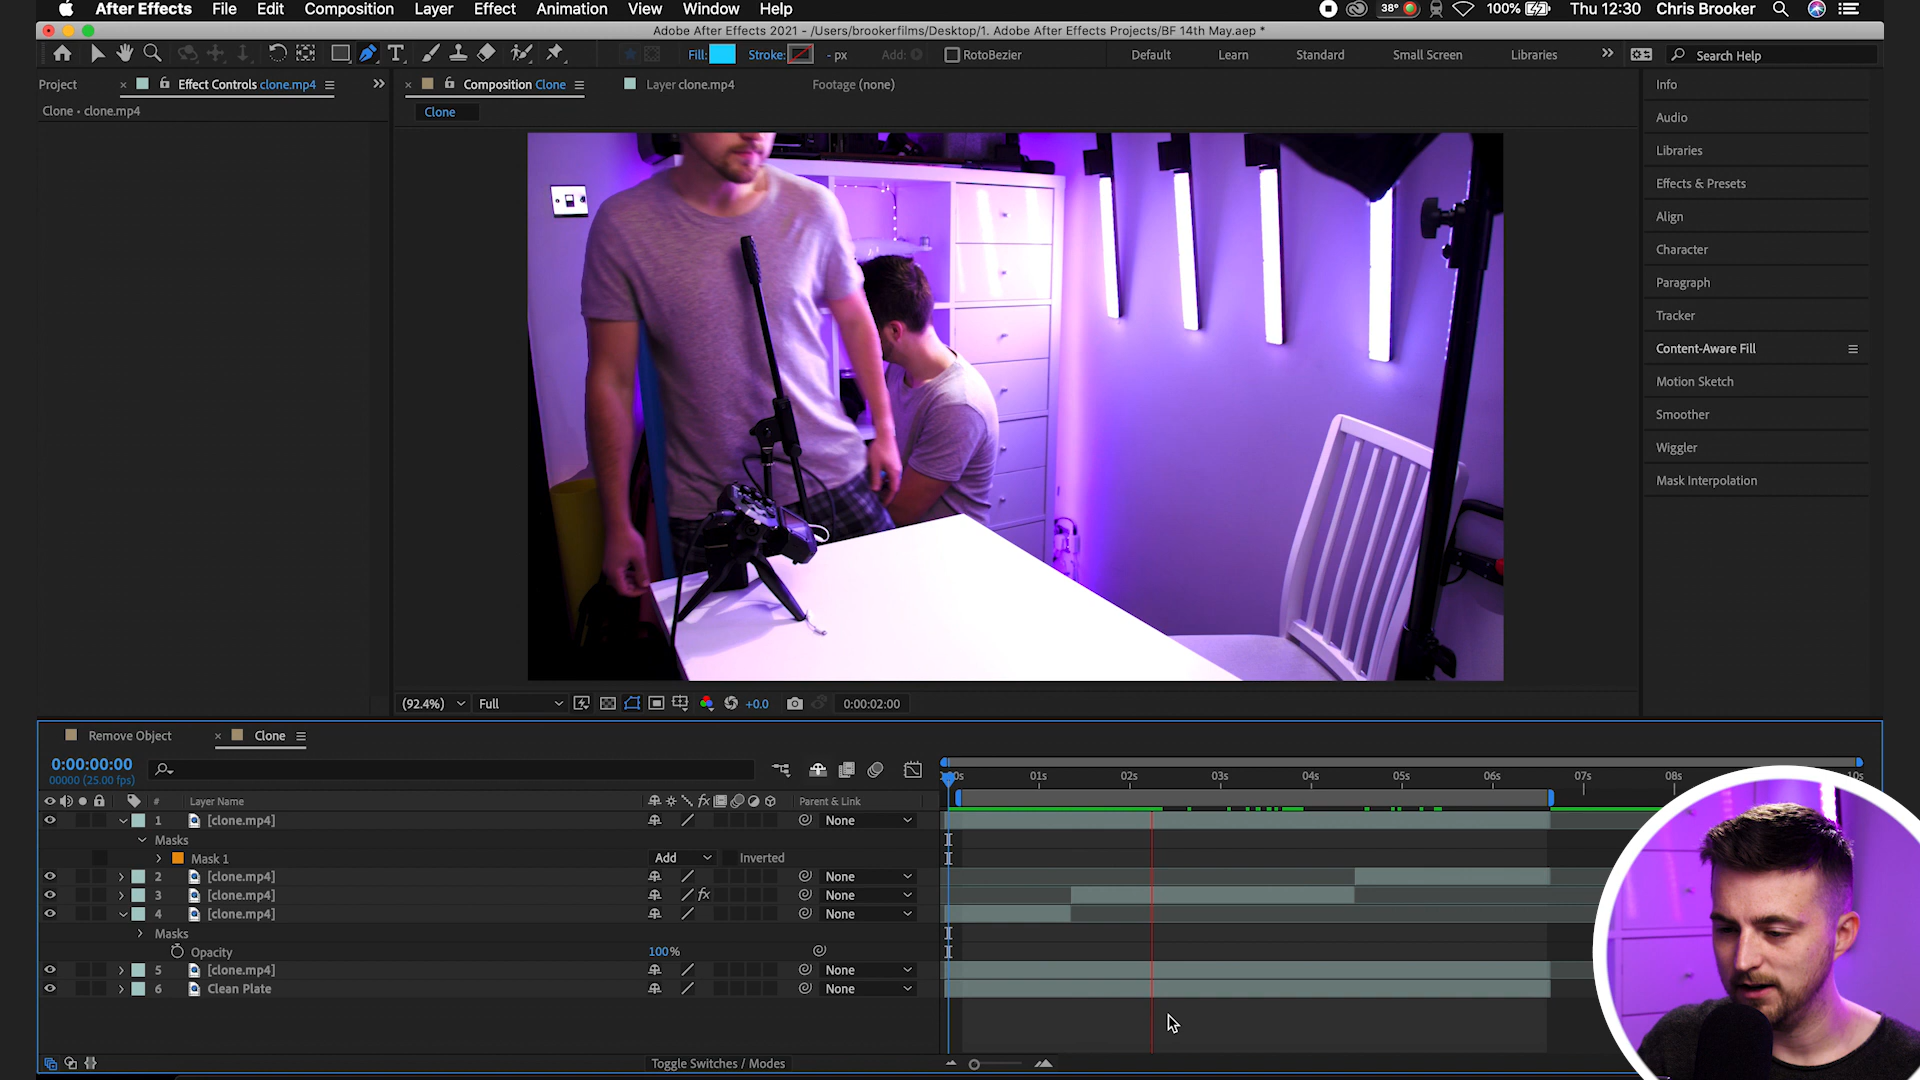 After Effects File Edit Composition Layer Effect Animation View Window Help 38° 100% Thu 12:30 Chris Brooker
Adobe After Effects 2021 - /Users/brookerfilms/Desktop/1. Adobe After Effects Projects/BF 14th May.aep *
Fill: Stroke: - px Add: RotoBezier Default Learn Standard Small Screen Libraries Search Help
Project Effect Controls clone.mp4 Composition Clone Layer clone.mp4 Footage (none) Info
Clone • clone.mp4 Clone
Audio
Libraries
Effects & Presets
Align
Character
Paragraph
Tracker
Content-Aware Fill
Motion Sketch
Smoother
Wiggler
Mask Interpolation
(92.4%) Full +0.0 0:00:02:00
Remove Object Clone
0:00:00:00
00000 (25.00 fps)
01s 02s 03s 04s 05s 06s 07s 08s 10s
# Layer Name fx Parent & Link
1 [clone.mp4] None
Masks
Mask 1 Add Inverted
2 [clone.mp4] None
3 [clone.mp4] fx None
4 [clone.mp4] None
Masks
Opacity 100%
5 [clone.mp4] None
6 Clean Plate None
Toggle Switches / Modes